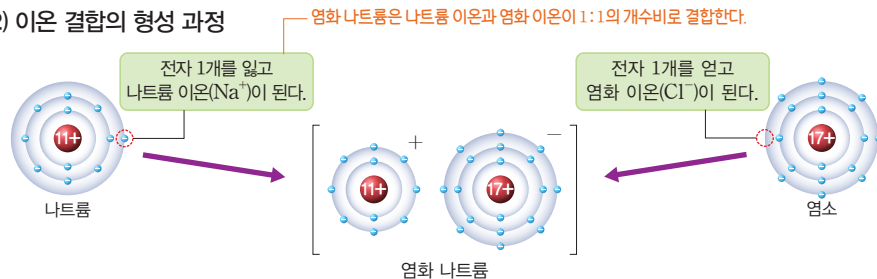 2) 이온 결합의 형성 과정
염화 나트륨은 나트륨 이온과 염화 이온이 1:1의 개수비로 결합한다.
전자 1개를 잃고
나트륨 이온(Na⁺)이 된다.
전자 1개를 얻고
염화 이온(Cl⁻)이 된다.
11+
나트륨
11+
+
17+
−
염화 나트륨
17+
염소